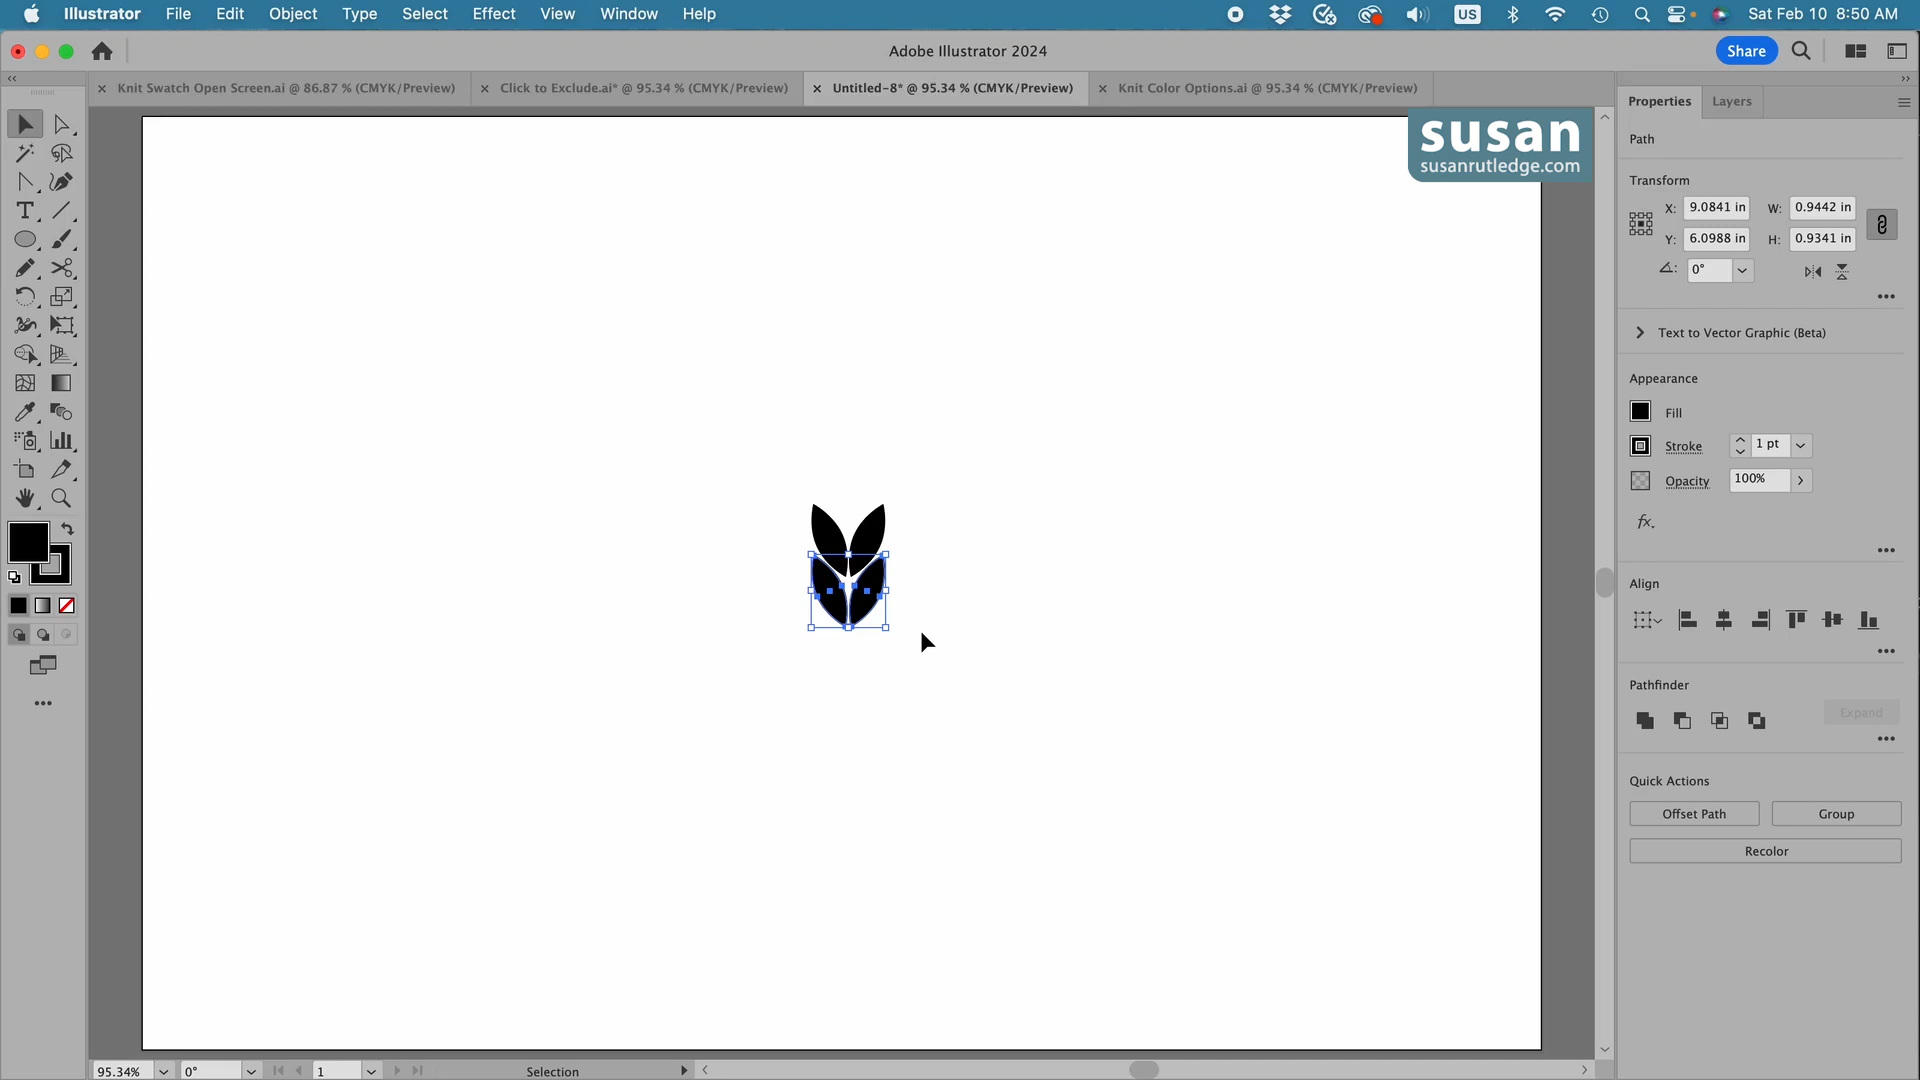 Illustrator File Edit Object Type Select Effect View Window Help US Sat Feb 10 8:50 AM
Adobe Illustrator 2024 Share
Knit Swatch Open Screen.ai @ 86.87 % (CMYK/Preview) Click to Exclude.ai* @ 95.34 % (CMYK/Preview) Untitled-8* @ 95.34 % (CMYK/Preview) Knit Color Options.ai @ 95.34 % (CMYK/Preview)
Properties Layers
susan
susanrutledge.com
Path
Transform
X: 9.0841 in W: 0.9442 in
Y: 6.0988 in H: 0.9341 in
0°
Text to Vector Graphic (Beta)
Appearance
Fill
Stroke 1 pt
Opacity 100%
fx.
Align
Pathfinder
Expand
Quick Actions
Offset Path Group
Recolor
95.34% 0° 1 Selection